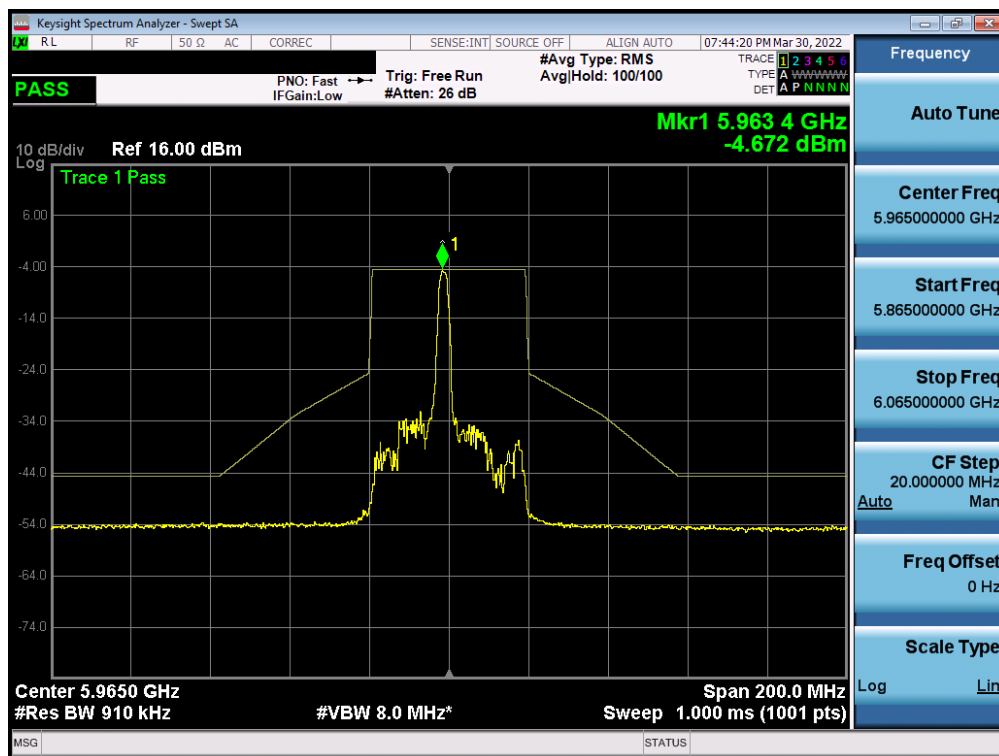 Keysight Spectrum Analyzer - Swept SA
LXI RL RF 50 Ω AC CORREC SENSE:INT SOURCE OFF ALIGN AUTO 07:44:20 PM Mar 30, 2022
PASS
PNO: Fast
IFGain:Low
Trig: Free Run
#Atten: 26 dB
#Avg Type: RMS
Avg|Hold: 100/100
TRACE 1 2 3 4 5 6
TYPE A WWWWW
DET A P N N N N
Mkr1 5.963 4 GHz
-4.672 dBm
10 dB/div Ref 16.00 dBm
Log
Trace 1 Pass
1
6.00
-4.00
-14.0
-24.0
-34.0
-44.0
-54.0
-64.0
-74.0
Center 5.9650 GHz Span 200.0 MHz
#Res BW 910 kHz #VBW 8.0 MHz* Sweep 1.000 ms (1001 pts)
MSG STATUS
Frequency
Auto Tune
Center Freq
5.965000000 GHz
Start Freq
5.865000000 GHz
Stop Freq
6.065000000 GHz
CF Step
20.000000 MHz
Auto Man
Freq Offset
0 Hz
Scale Type
Log Lin